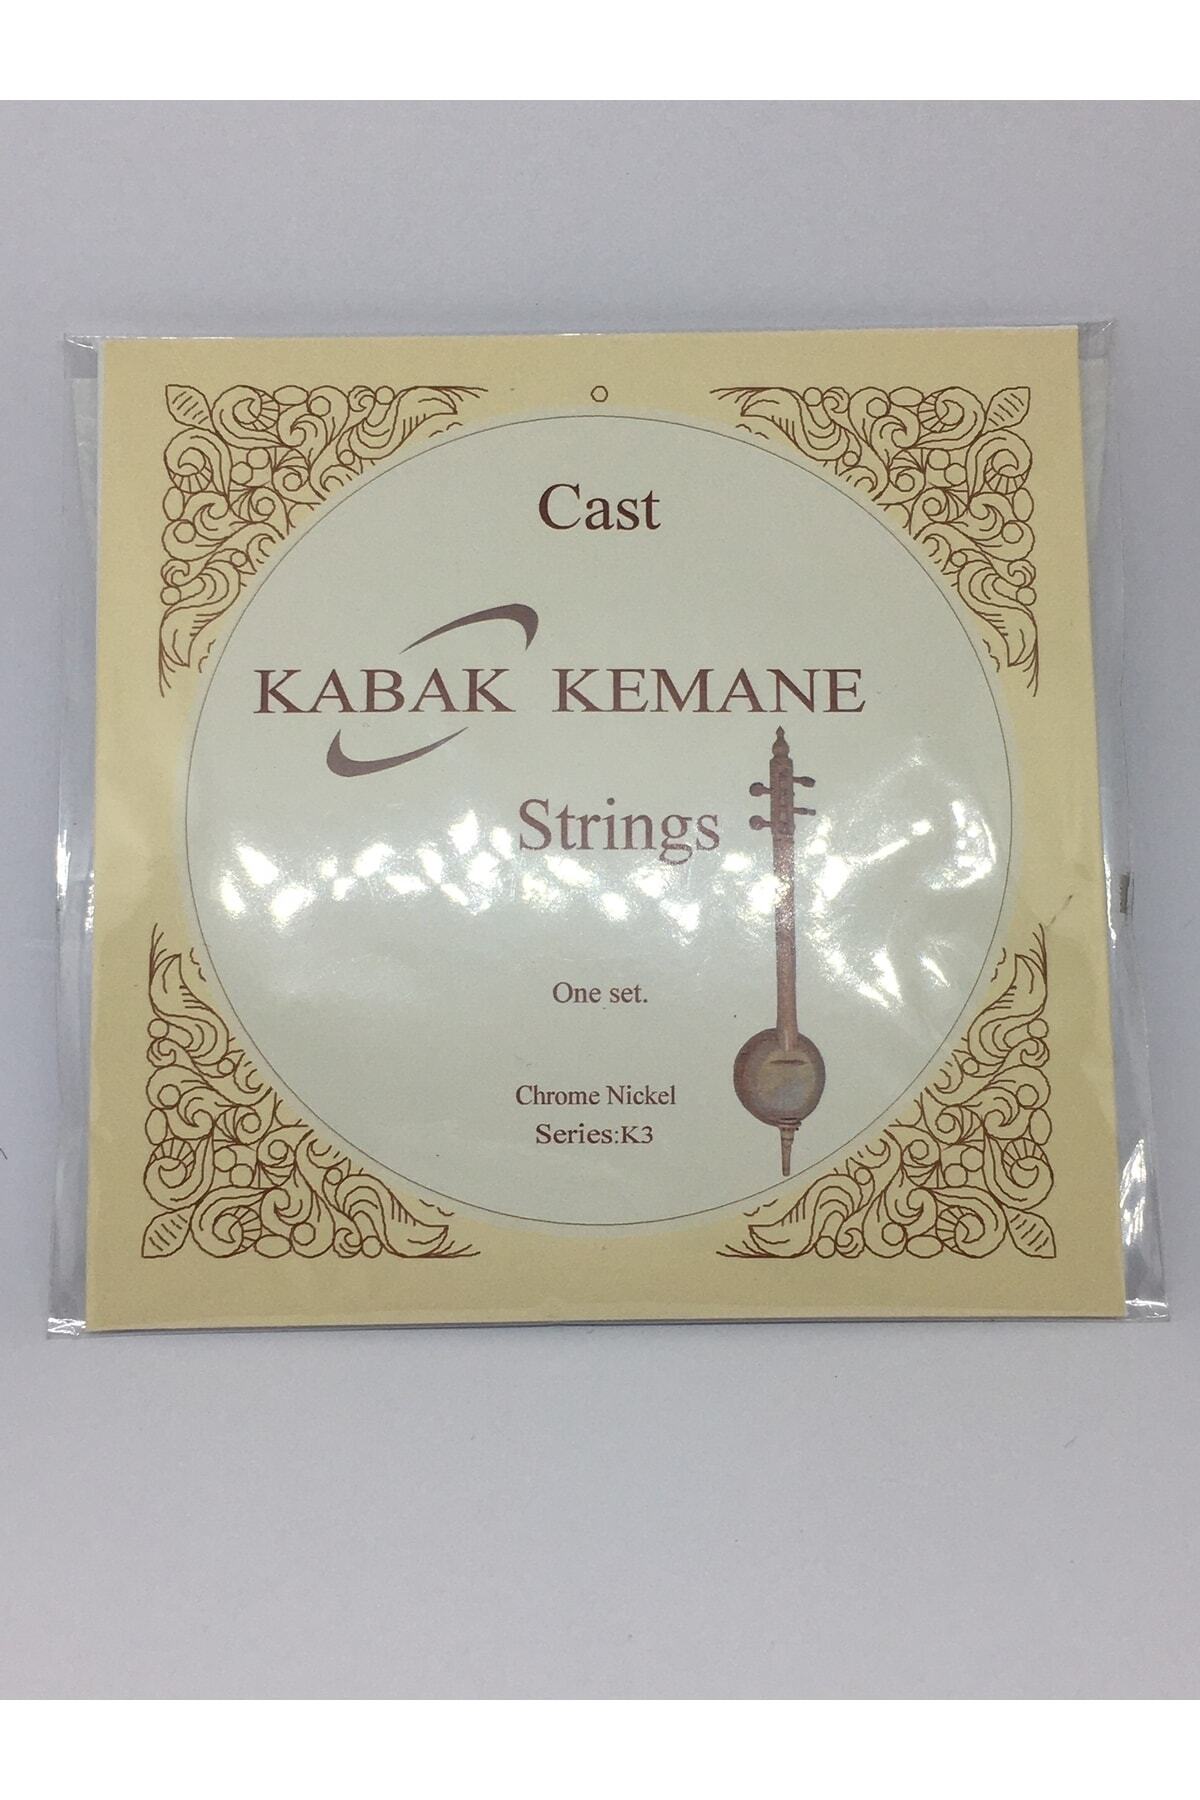 Cast
KABAK KEMANE
Strings
One set.
Chrome Nickel
Series:K3